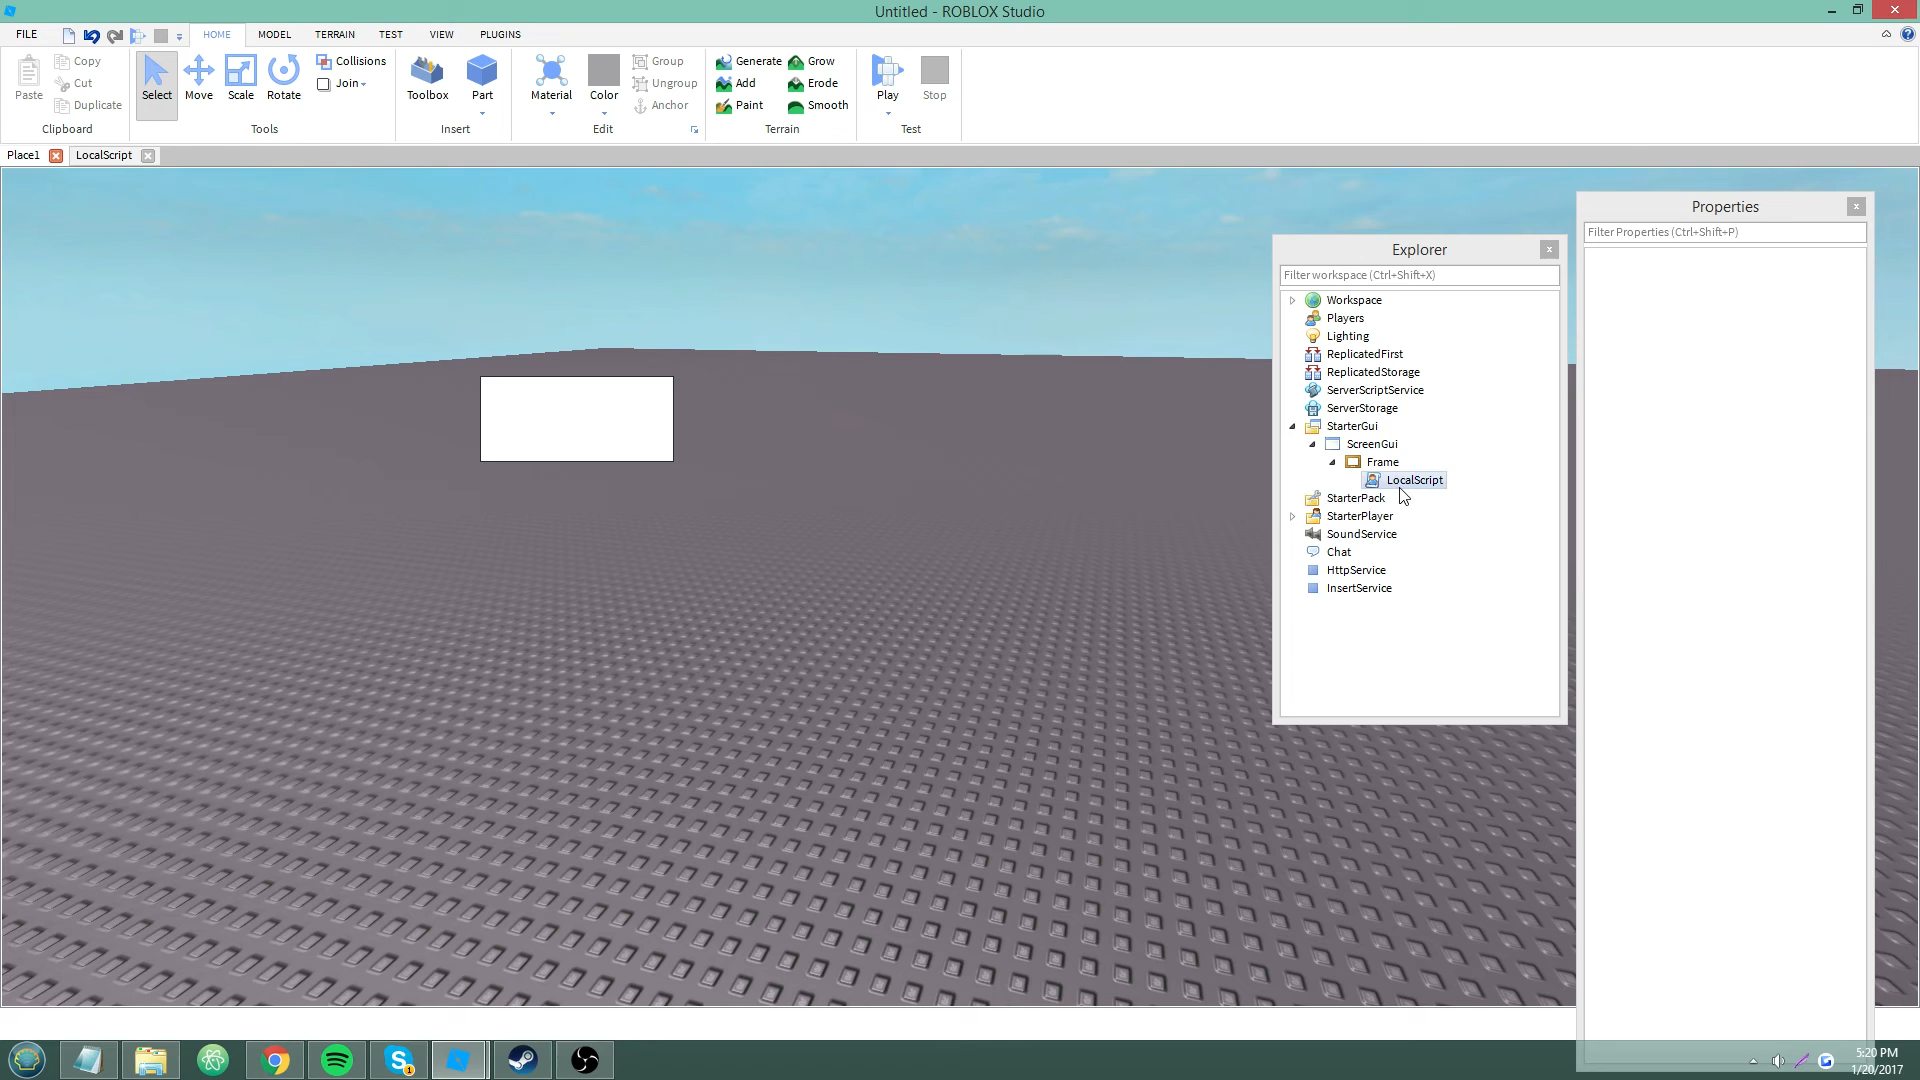 Untitled - ROBLOX Studio
FILE HOME MODEL TERRAIN TEST VIEW PLUGINS
Paste Copy Cut Duplicate
Clipboard
Select Move Scale Rotate Collisions Join
Tools
Toolbox Part
Insert
Material Color Group Ungroup Anchor
Edit
Generate Grow
Add Erode
Paint Smooth
Terrain
Play Stop
Test
Place1 LocalScript
Explorer
Filter workspace (Ctrl+Shift+X)
Workspace
Players
Lighting
ReplicatedFirst
ReplicatedStorage
ServerScriptService
ServerStorage
StarterGui
ScreenGui
Frame
LocalScript
StarterPack
StarterPlayer
SoundService
Chat
HttpService
InsertService
Properties
Filter Properties (Ctrl+Shift+P)
1
5:20 PM
1/20/2017